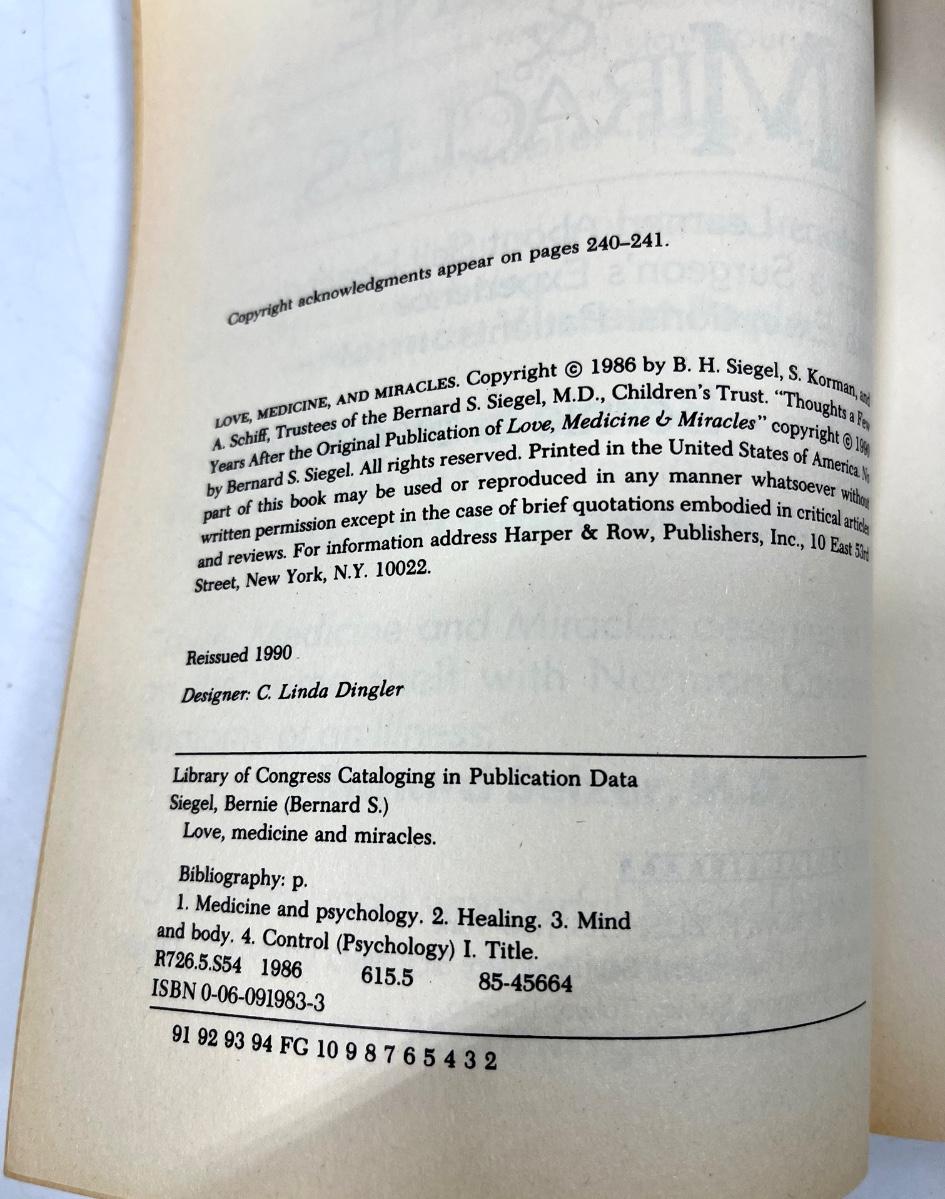 Copyright acknowledgments appear on pages 240–241.
LOVE, MEDICINE, AND MIRACLES. Copyright © 1986 by B. H. Siegel, S. Korman, and
A. Schiff, Trustees of the Bernard S. Siegel, M.D., Children's Trust. "Thoughts a Few
Years After the Original Publication of Love, Medicine & Miracles" copyright © 1990
by Bernard S. Siegel. All rights reserved. Printed in the United States of America. No
part of this book may be used or reproduced in any manner whatsoever without
written permission except in the case of brief quotations embodied in critical articles
and reviews. For information address Harper & Row, Publishers, Inc., 10 East 53rd
Street, New York, N.Y. 10022.
Reissued 1990
Designer: C. Linda Dingler
Library of Congress Cataloging in Publication Data
Siegel, Bernie (Bernard S.)
Love, medicine and miracles.
Bibliography: p.
1. Medicine and psychology. 2. Healing. 3. Mind
and body. 4. Control (Psychology) I. Title.
R726.5.S54 1986 615.5 85-45664
ISBN 0-06-091983-3
91 92 93 94 FG 10 9 8 7 6 5 4 3 2